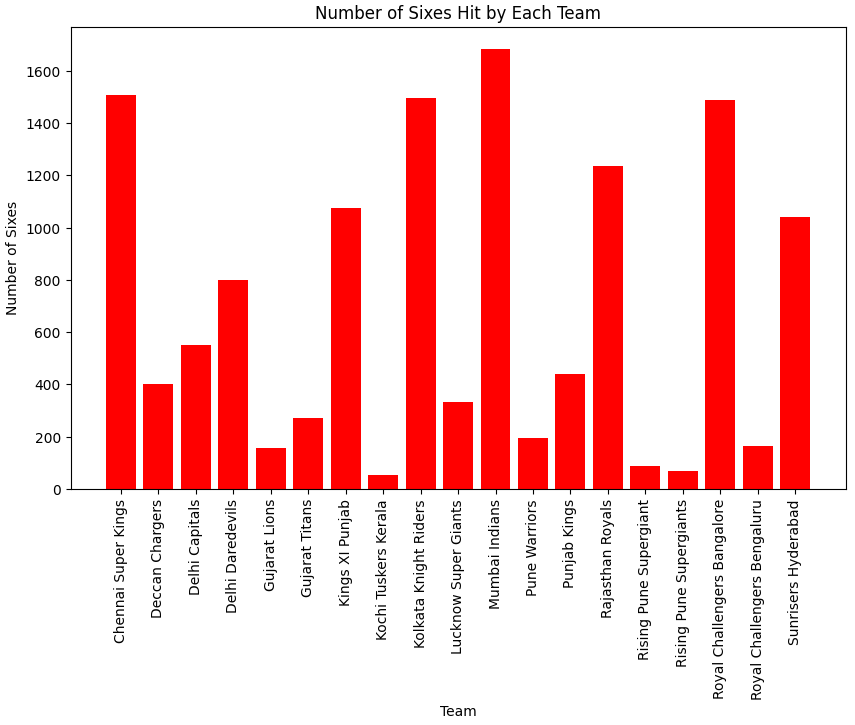 Number of Sixes Hit by Each Team
Number of Sixes
1600
1400
1200
1000
800
600
400
200
0
Chennai Super Kings
Deccan Chargers
Delhi Capitals
Delhi Daredevils
Gujarat Lions
Gujarat Titans
Kings XI Punjab
Kochi Tuskers Kerala
Kolkata Knight Riders
Lucknow Super Giants
Mumbai Indians
Pune Warriors
Punjab Kings
Rajasthan Royals
Rising Pune Supergiant
Rising Pune Supergiants
Royal Challengers Bangalore
Royal Challengers Bengaluru
Sunrisers Hyderabad
Team